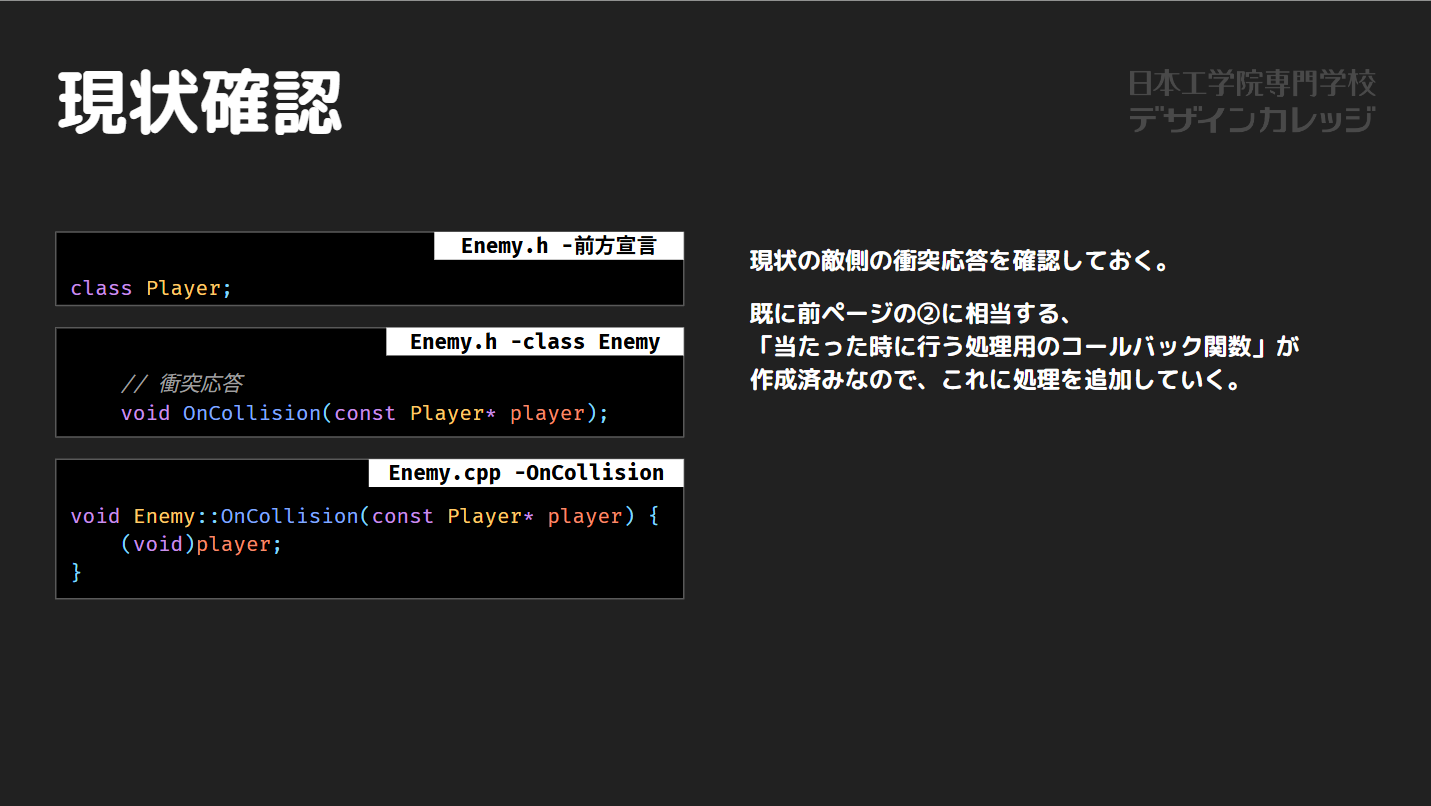 現状確認
日本工学院専門学校
デザインカレッジ
Enemy.h -前方宣言
class Player;
Enemy.h -class Enemy
// 衝突応答
void OnCollision(const Player* player);
Enemy.cpp -OnCollision
void Enemy::OnCollision(const Player* player) {
(void)player;
}
現状の敵側の衝突応答を確認しておく。
既に前ページの②に相当する、
「当たった時に行う処理用のコールバック関数」が
作成済みなので、これに処理を追加していく。